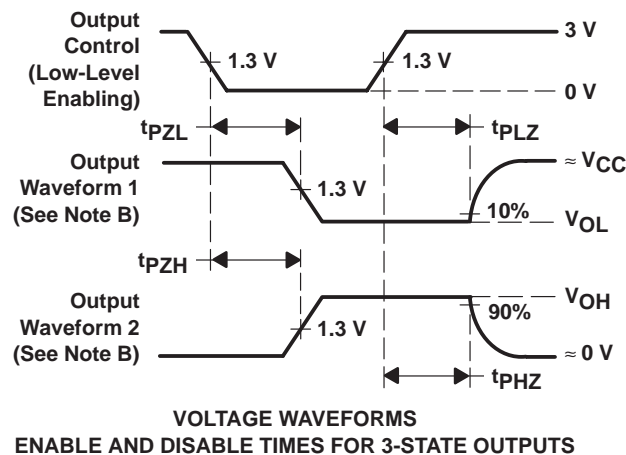 Output
Control
(Low-Level
Enabling)
1.3 V
1.3 V
3 V
0 V
tPZL
tPLZ
Output
Waveform 1
(See Note B)
1.3 V
10%
≈ VCC
VOL
tPZH
Output
Waveform 2
(See Note B)
1.3 V
90%
VOH
≈ 0 V
tPHZ
VOLTAGE WAVEFORMS
ENABLE AND DISABLE TIMES FOR 3-STATE OUTPUTS